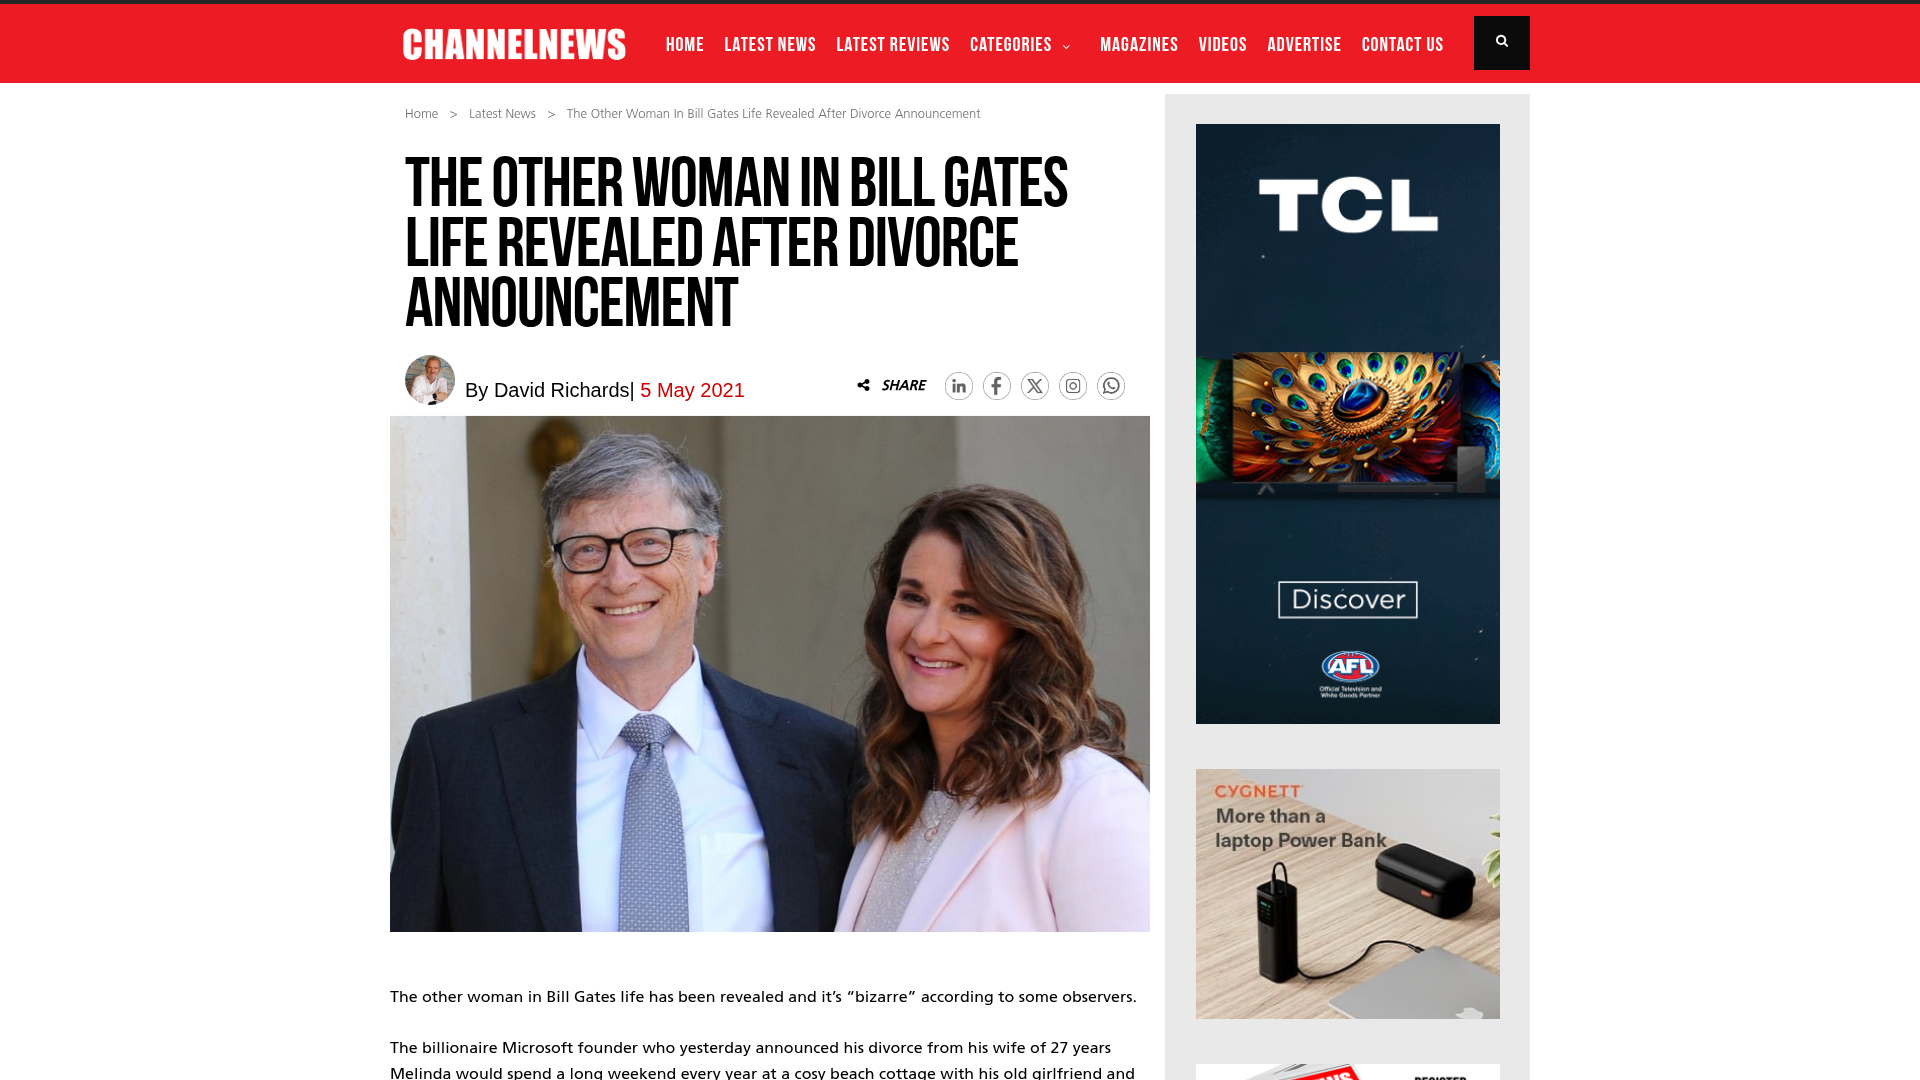 CHANNELNEWS
HOME LATEST NEWS LATEST REVIEWS CATEGORIES MAGAZINES VIDEOS ADVERTISE CONTACT US
Home > Latest News > The Other Woman In Bill Gates Life Revealed After Divorce Announcement
THE OTHER WOMAN IN BILL GATES
LIFE REVEALED AFTER DIVORCE
ANNOUNCEMENT
By David Richards| 5 May 2021
SHARE
The other woman in Bill Gates life has been revealed and it’s “bizarre” according to some observers.
The billionaire Microsoft founder who yesterday announced his divorce from his wife of 27 years
Melinda would spend a long weekend every year at a cosy beach cottage with his old girlfriend and
TCL
Discover
AFL
Official Television and
White Goods Partner
CYGNETT
More than a
laptop Power Bank
REGISTER